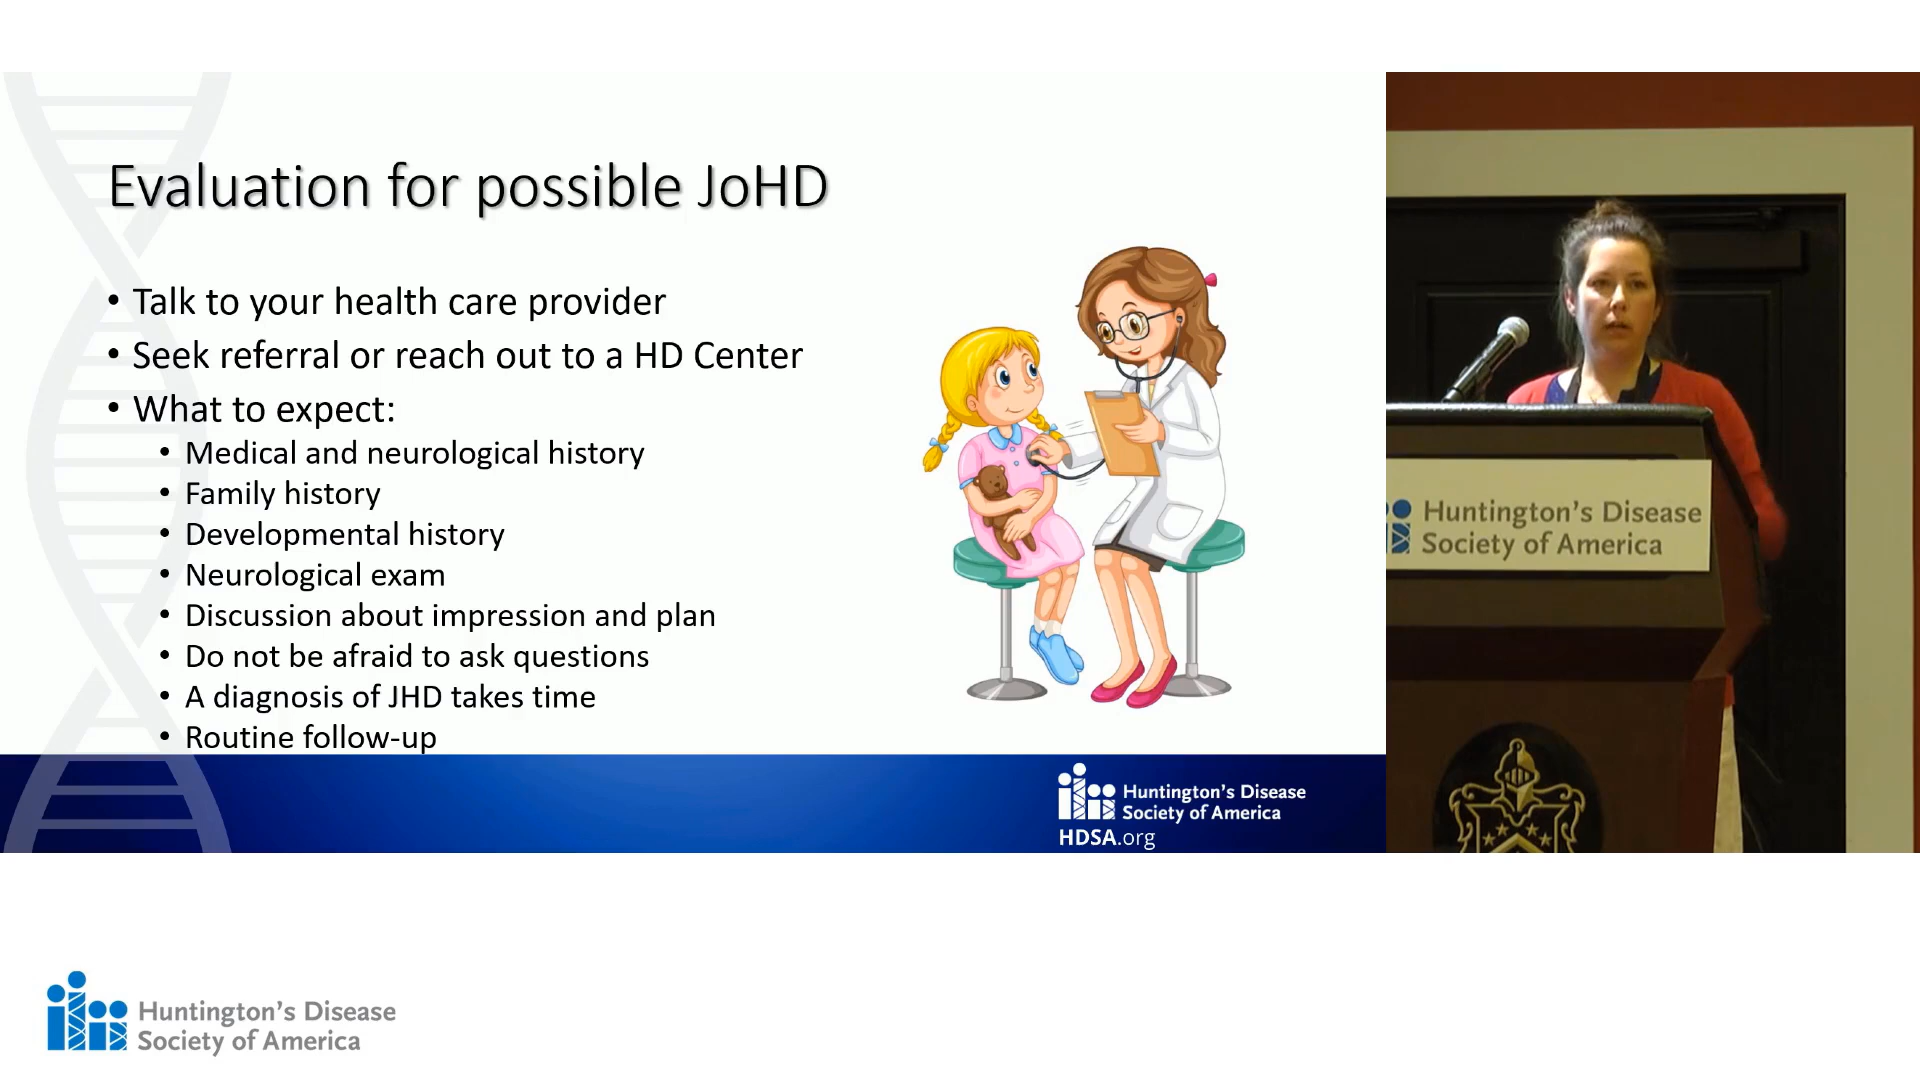 Evaluation for possible JoHD
• Talk to your health care provider
• Seek referral or reach out to a HD Center
• What to expect:
• Medical and neurological history
• Family history
• Developmental history
• Neurological exam
• Discussion about impression and plan
• Do not be afraid to ask questions
• A diagnosis of JHD takes time
• Routine follow-up
Huntington's Disease
Society of America
HDSA.org
Huntington's Disease
Society of America
Huntington's Disease
Society of America